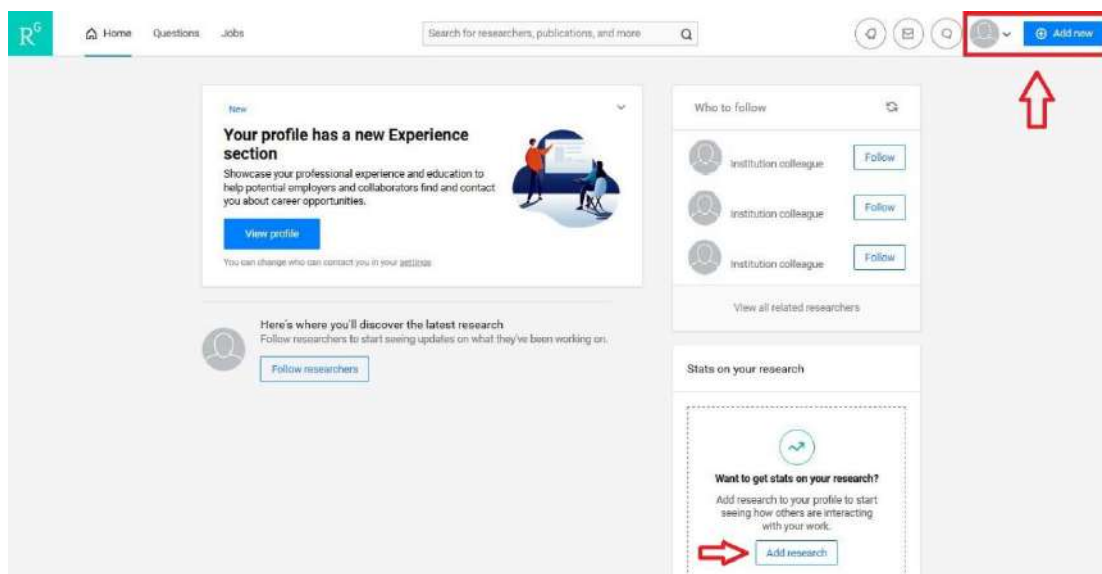 RG
Home Questions Jobs
Search for researchers, publications, and more
Add new
New
Your profile has a new Experience
section
Showcase your professional experience and education to
help potential employers and collaborators find and contact
you about career opportunities.
View profile
You can change who can contact you in your settings
Here's where you'll discover the latest research
Follow researchers to start seeing updates on what they've been working on.
Follow researchers
Who to follow
Institution colleague Follow
Institution colleague Follow
Institution colleague Follow
View all related researchers
Stats on your research
Want to get stats on your research?
Add research to your profile to start
seeing how others are interacting
with your work.
Add research